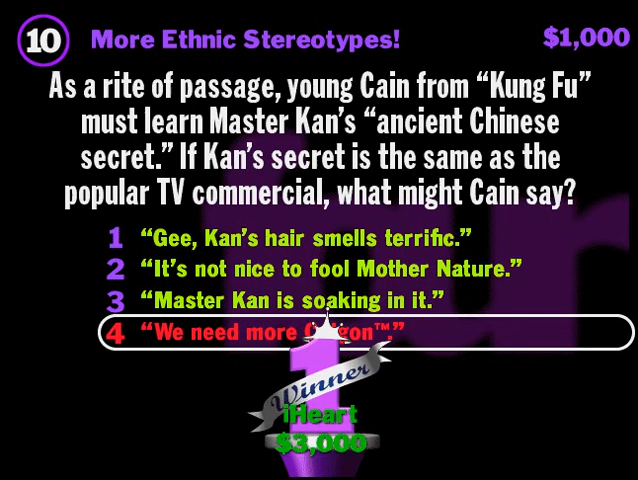 10 More Ethnic Stereotypes! $1,000
As a rite of passage, young Cain from “Kung Fu”
must learn Master Kan’s “ancient Chinese
secret.” If Kan’s secret is the same as the
popular TV commercial, what might Cain say?
1 “Gee, Kan’s hair smells terrific.”
2 “It’s not nice to fool Mother Nature.”
3 “Master Kan is soaking in it.”
4 “We need more
1
Winner
iHeart
$3,000
four